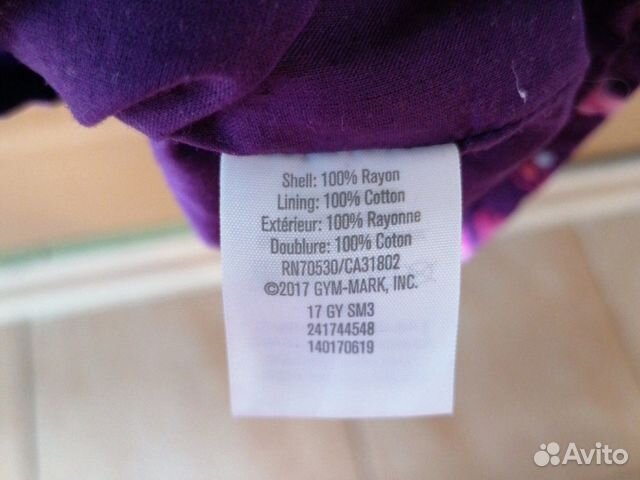 Shell: 100% Rayon
Lining: 100% Cotton
Extérieur: 100% Rayonne
Doublure: 100% Coton
RN70530/CA31802
©2017 GYM-MARK, INC.
17 GY SM3
241744548
140170619
Avito